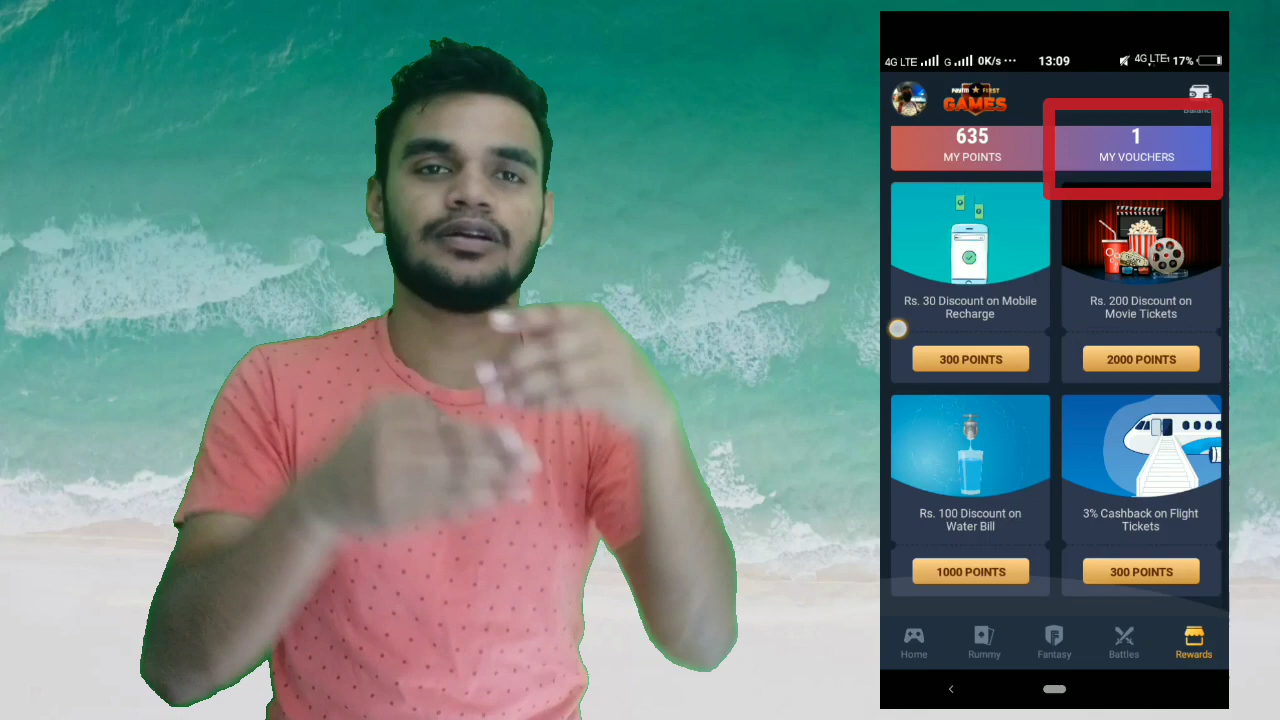 4G LTE G 0K/s ··· 13:09 4G LTE 17%
PAYTM FIRST
GAMES
635
MY POINTS
1
MY VOUCHERS
Rs. 30 Discount on Mobile
Recharge
300 POINTS
Rs. 200 Discount on
Movie Tickets
2000 POINTS
Rs. 100 Discount on
Water Bill
1000 POINTS
3% Cashback on Flight
Tickets
300 POINTS
Home Rummy Fantasy Battles Rewards